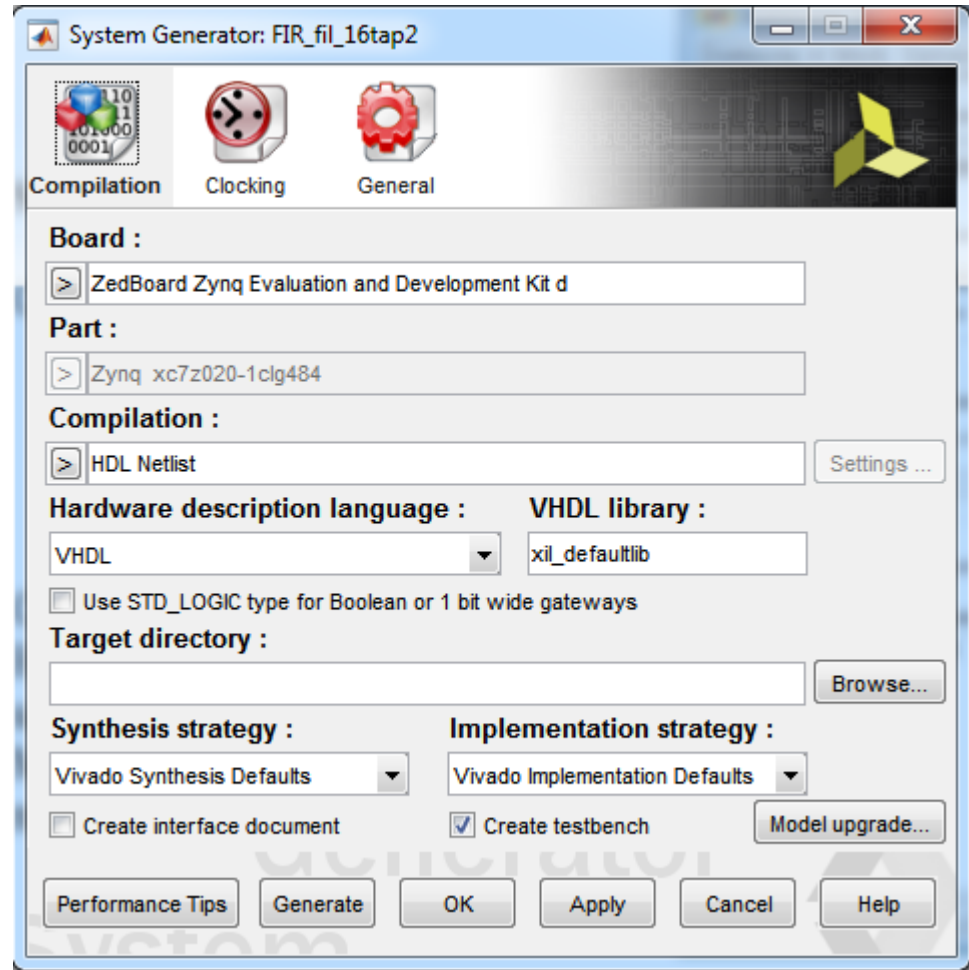 System Generator: FIR_fil_16tap2
Compilation Clocking General
Board :
> ZedBoard Zynq Evaluation and Development Kit d
Part :
> Zynq xc7z020-1clg484
Compilation :
> HDL Netlist Settings ...
Hardware description language : VHDL library :
VHDL xil_defaultlib
Use STD_LOGIC type for Boolean or 1 bit wide gateways
Target directory :
Browse...
Synthesis strategy : Implementation strategy :
Vivado Synthesis Defaults Vivado Implementation Defaults
Create interface document Create testbench Model upgrade...
Generator
Performance Tips Generate OK Apply Cancel Help
System